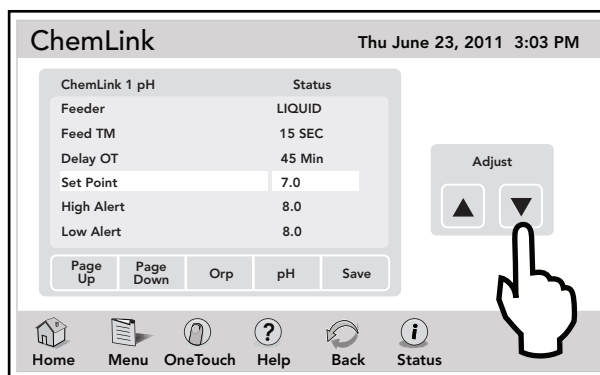 ChemLink
Thu June 23, 2011 3:03 PM
ChemLink 1 pH Status
Feeder LIQUID
Feed TM 15 SEC
Delay OT 45 Min
Set Point 7.0
High Alert 8.0
Low Alert 8.0
Page Up Page Down Orp pH Save
Adjust
Home Menu OneTouch ? Help Back i Status